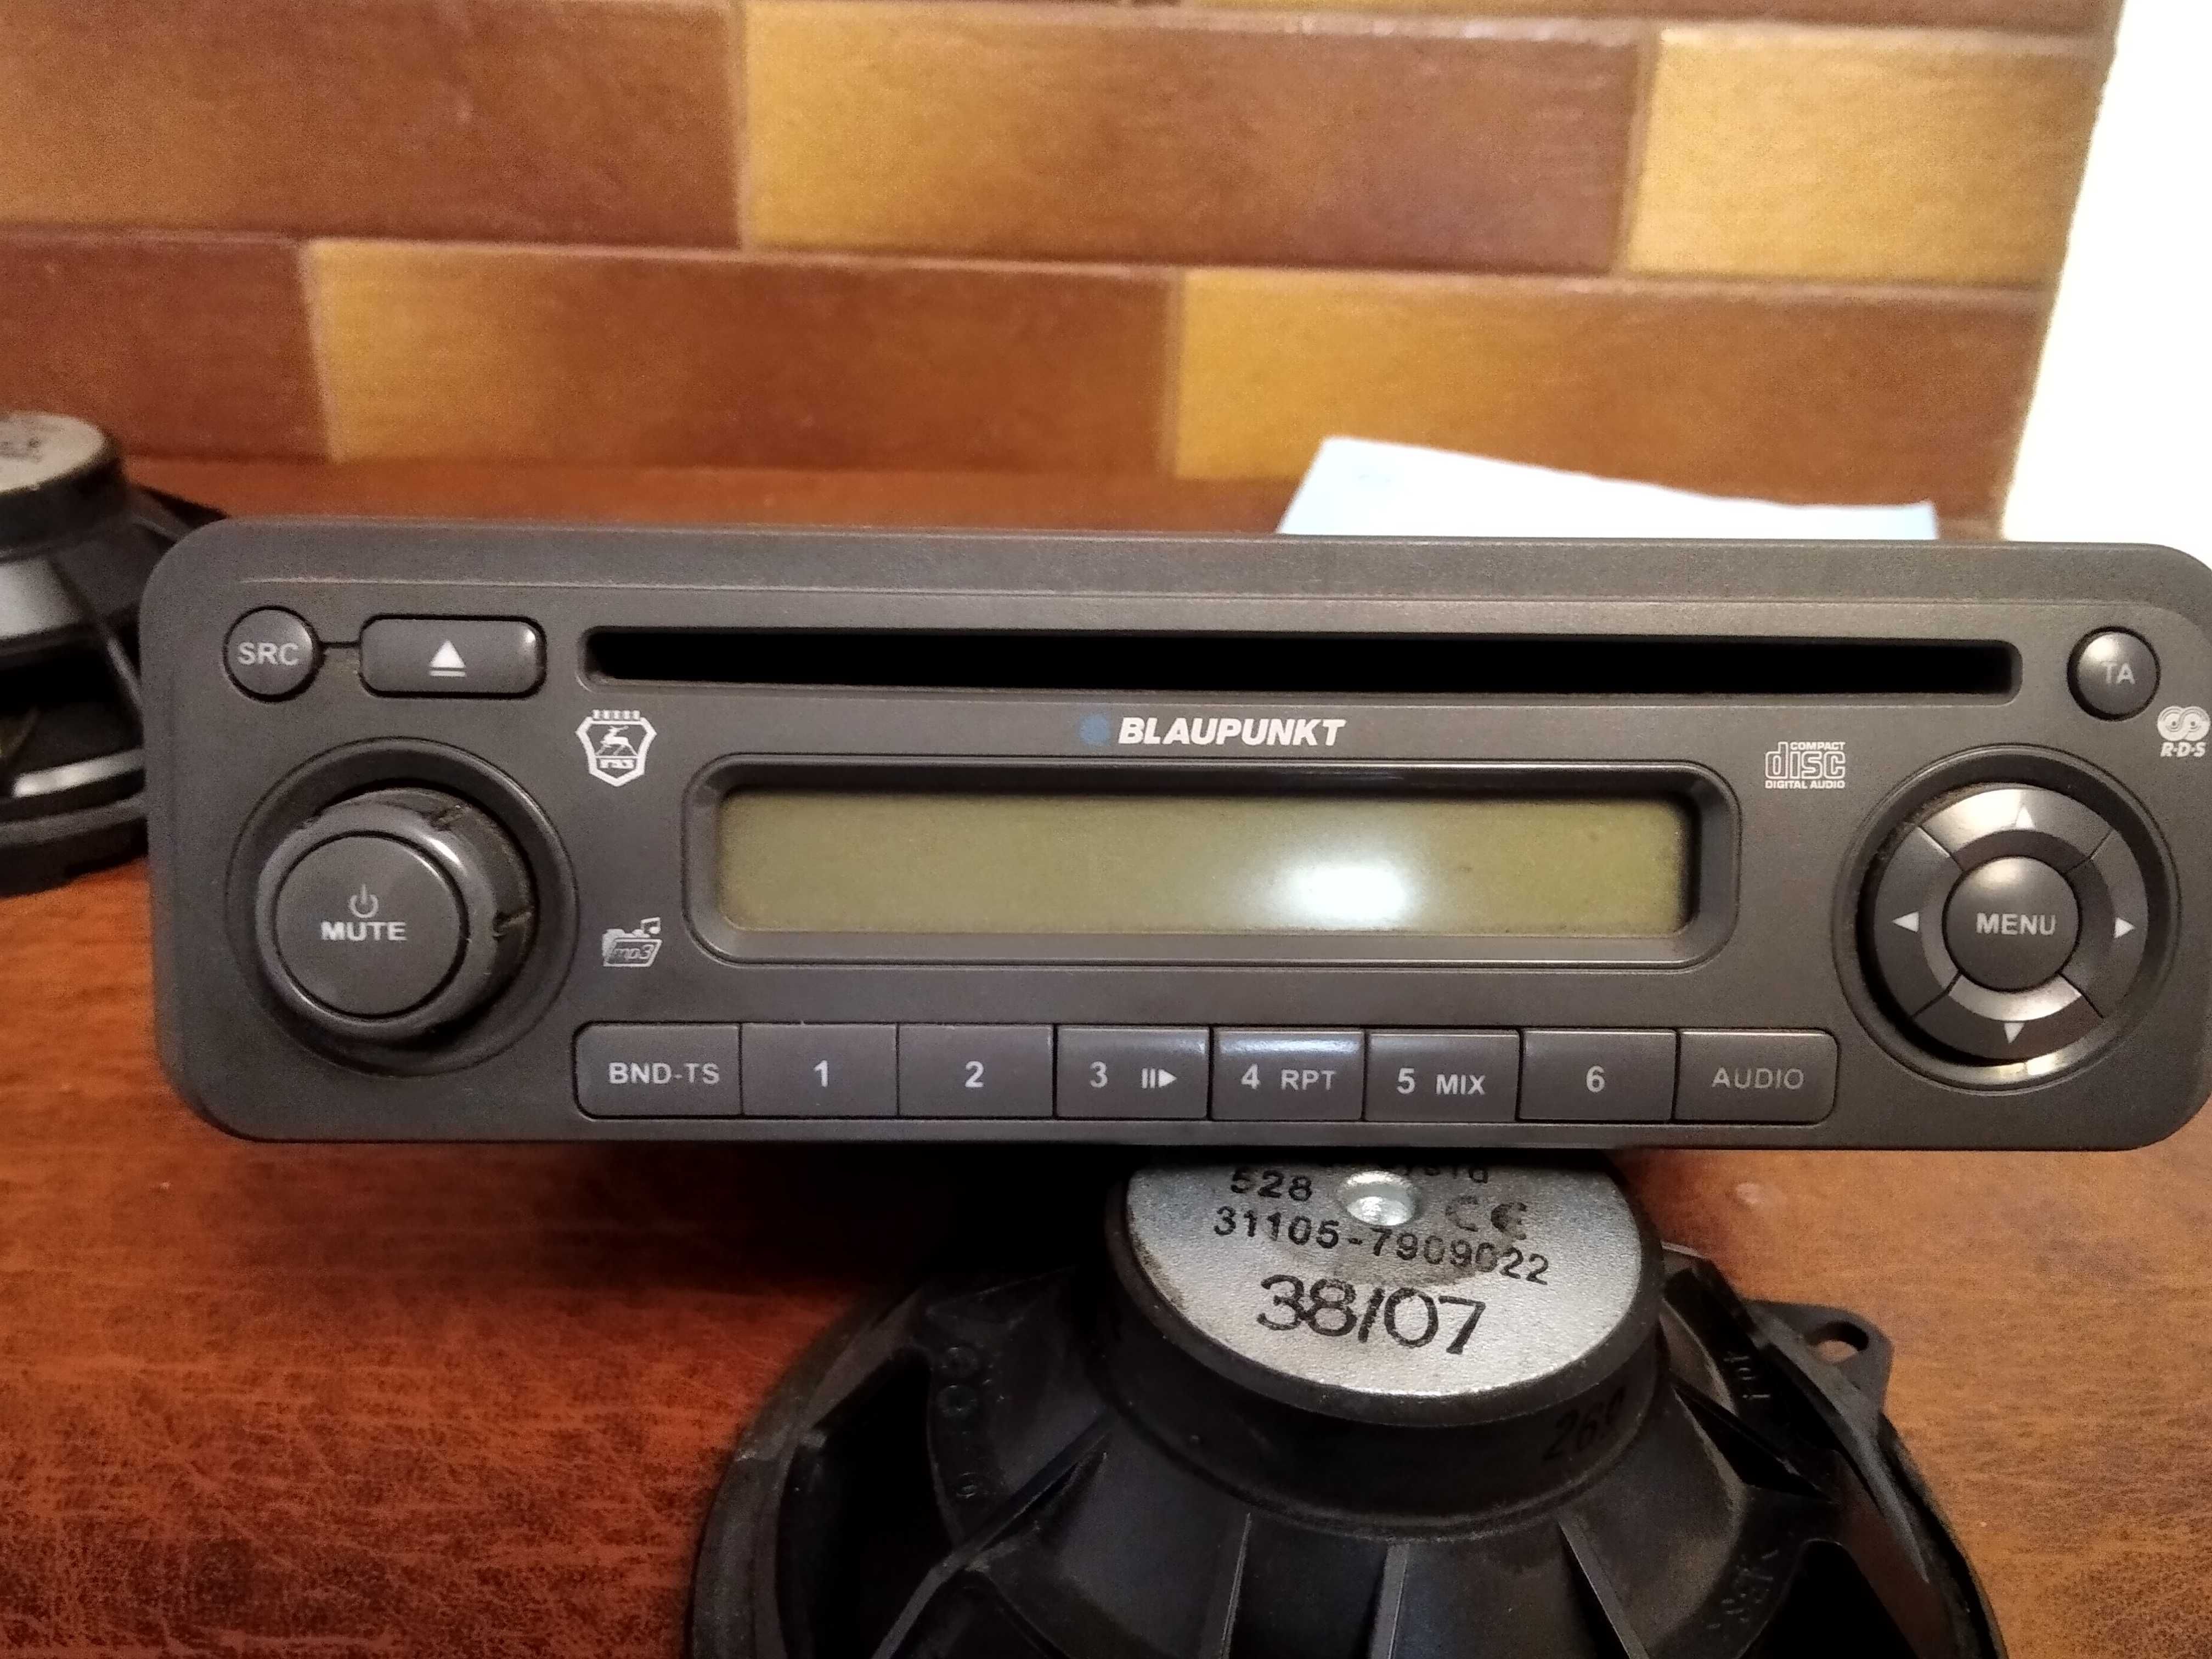 SRC
TA
BLAUPUNKT
ГАЗ
COMPACT
disc
DIGITAL AUDIO
R·D·S
MUTE
MENU
mp3
BND-TS
1
2
3
4 RPT
5 MIX
6
AUDIO
528
CE
31105-7909022
38/07